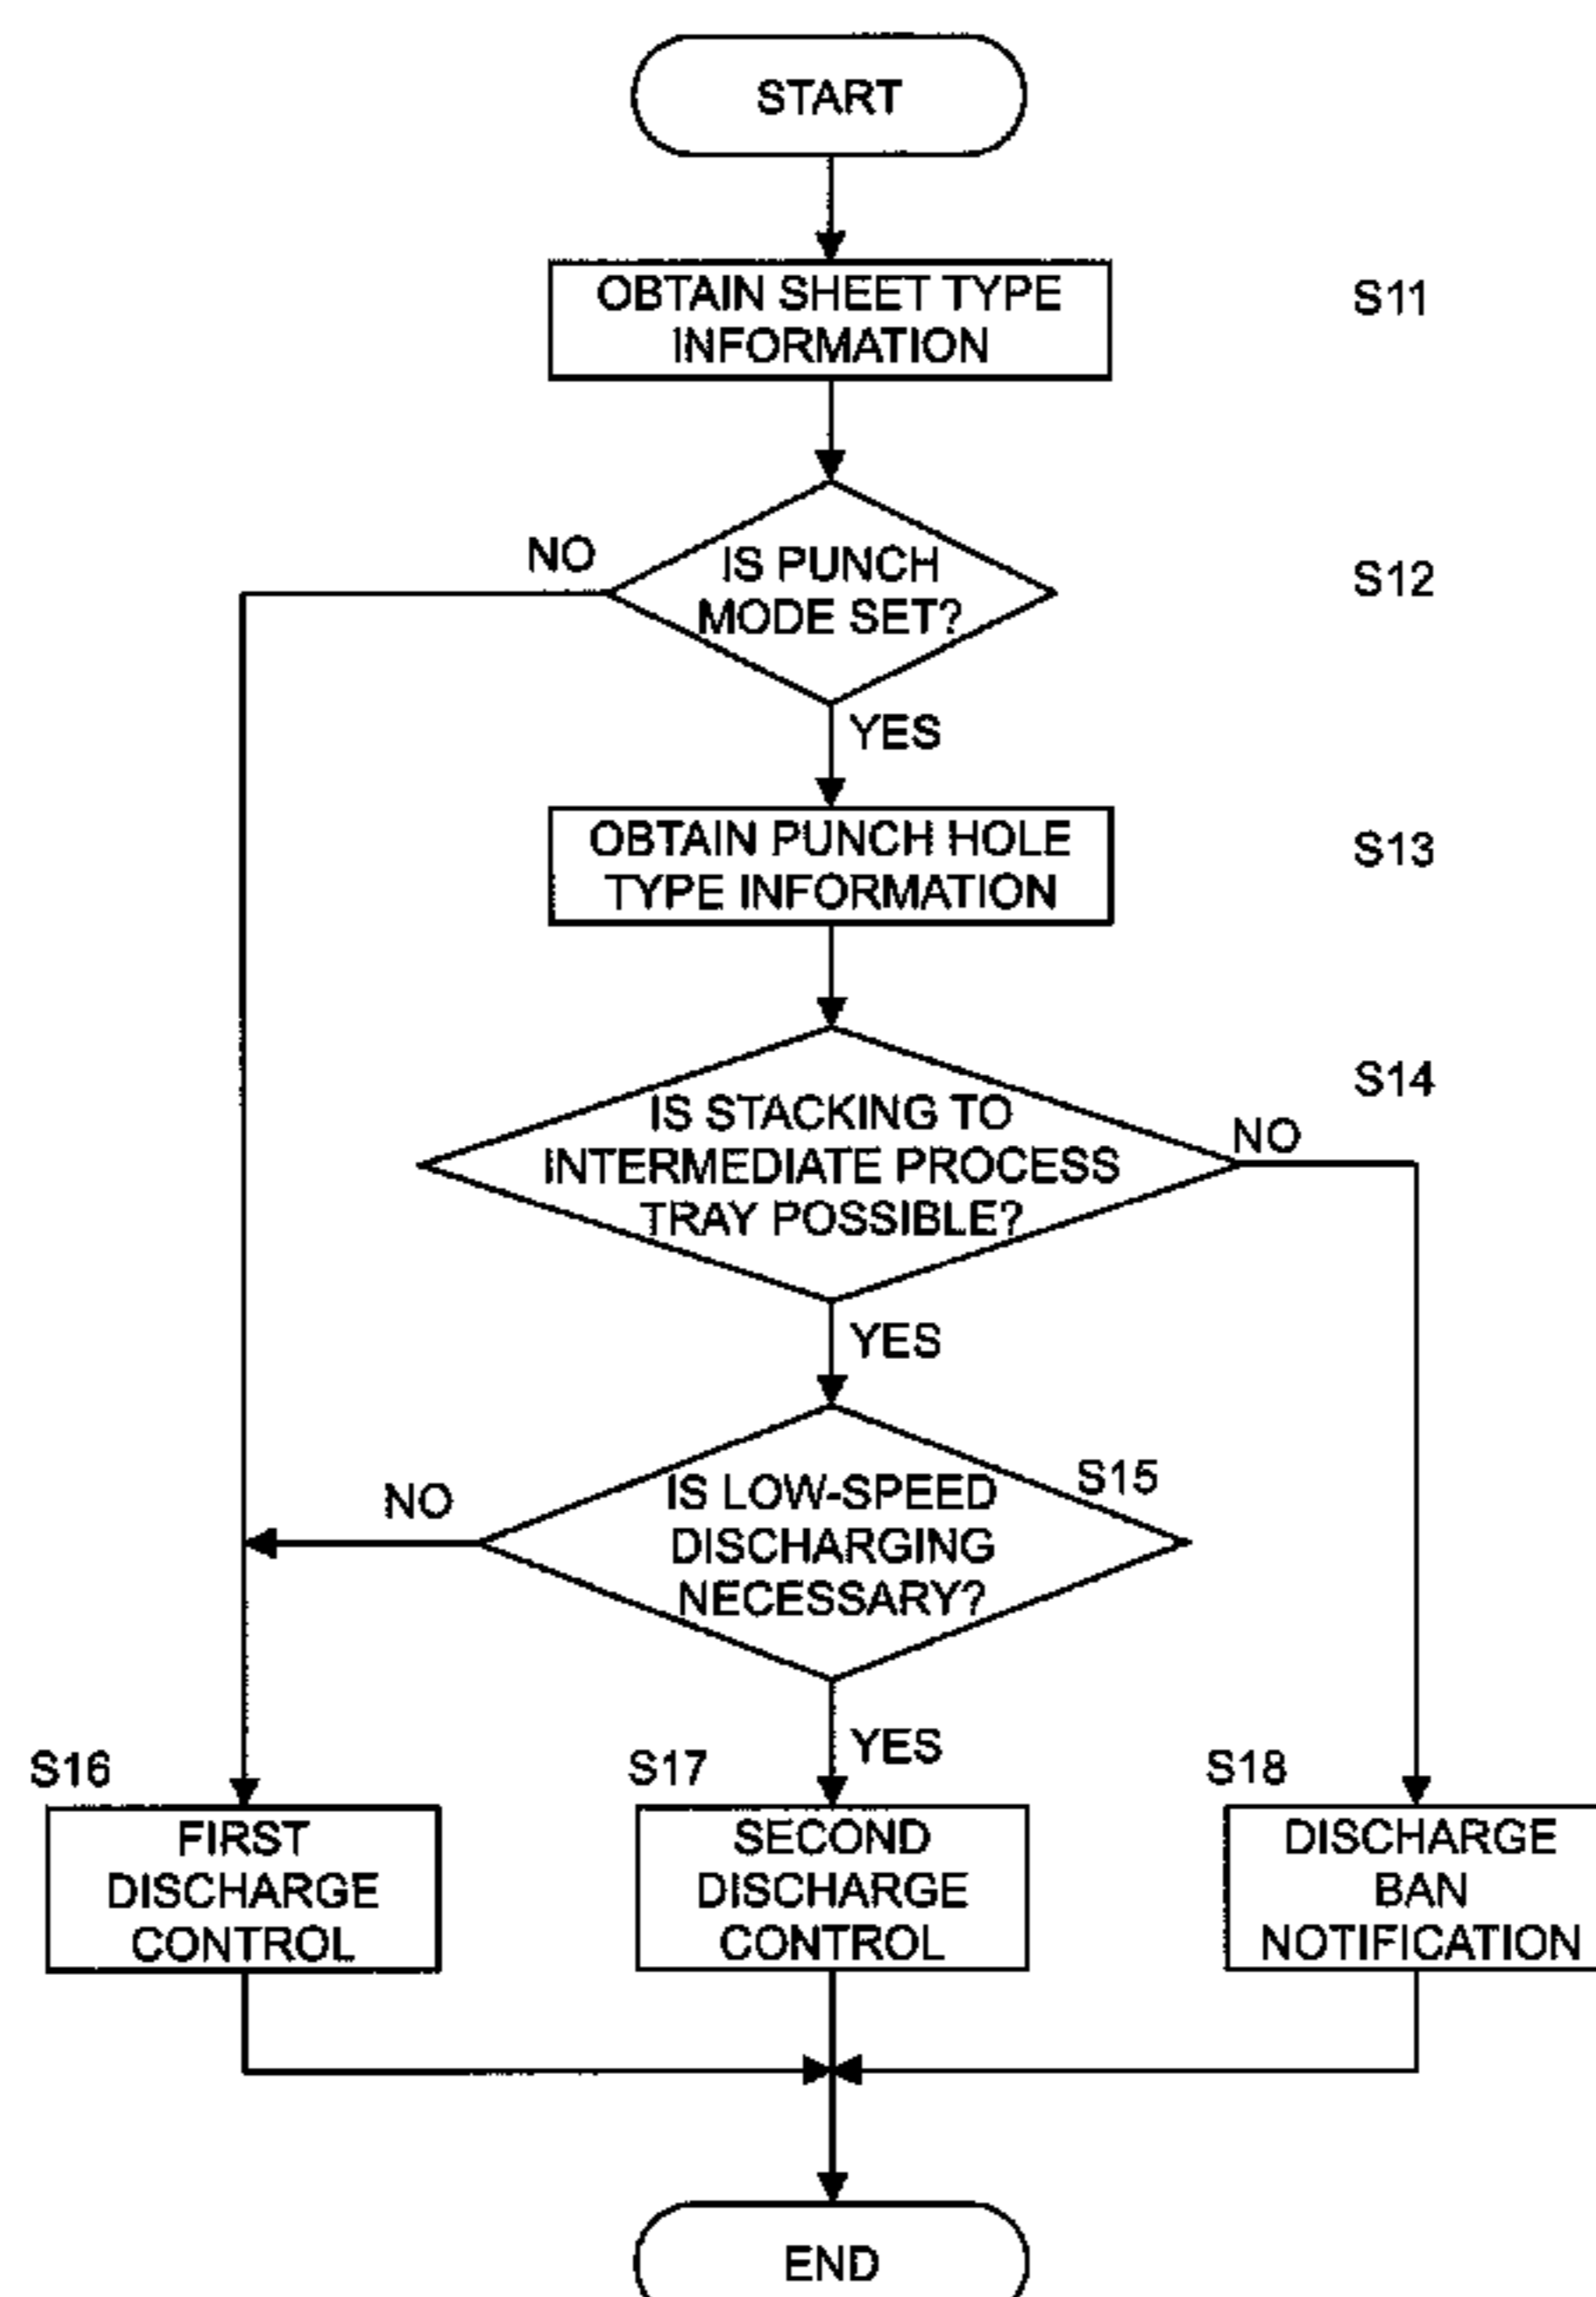 START
OBTAIN SHEET TYPE
INFORMATION
S11
NO
IS PUNCH
MODE SET?
S12
YES
OBTAIN PUNCH HOLE
TYPE INFORMATION
S13
S14
IS STACKING TO
INTERMEDIATE PROCESS
TRAY POSSIBLE?
NO
YES
S15
NO
IS LOW-SPEED
DISCHARGING
NECESSARY?
YES
S16
S17
S18
FIRST
DISCHARGE
CONTROL
SECOND
DISCHARGE
CONTROL
DISCHARGE
BAN
NOTIFICATION
END